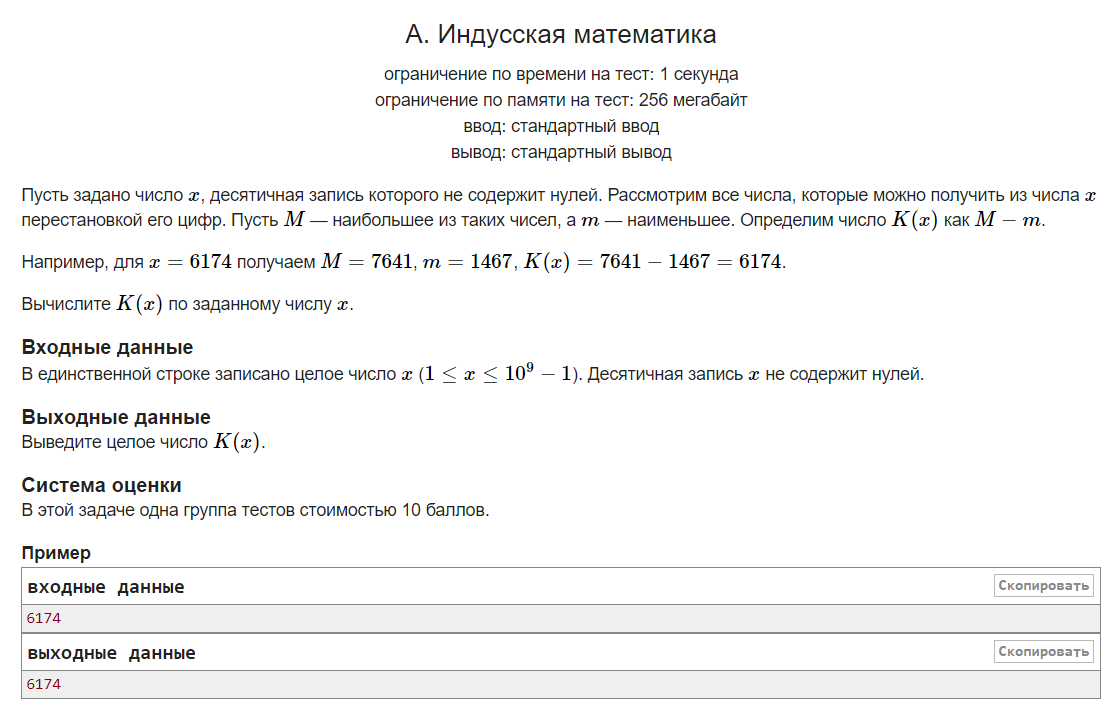 A. Индусская математика
ограничение по времени на тест: 1 секунда
ограничение по памяти на тест: 256 мегабайт
ввод: стандартный ввод
вывод: стандартный вывод
Пусть задано число x, десятичная запись которого не содержит нулей. Рассмотрим все числа, которые можно получить из числа x
перестановкой его цифр. Пусть M — наибольшее из таких чисел, а m — наименьшее. Определим число K(x) как M − m.
Например, для x = 6174 получаем M = 7641, m = 1467, K(x) = 7641 − 1467 = 6174.
Вычислите K(x) по заданному числу x.
Входные данные
В единственной строке записано целое число x (1 ≤ x ≤ 10⁹ − 1). Десятичная запись x не содержит нулей.
Выходные данные
Выведите целое число K(x).
Система оценки
В этой задаче одна группа тестов стоимостью 10 баллов.
Пример
входные данные Скопировать
6174
выходные данные Скопировать
6174